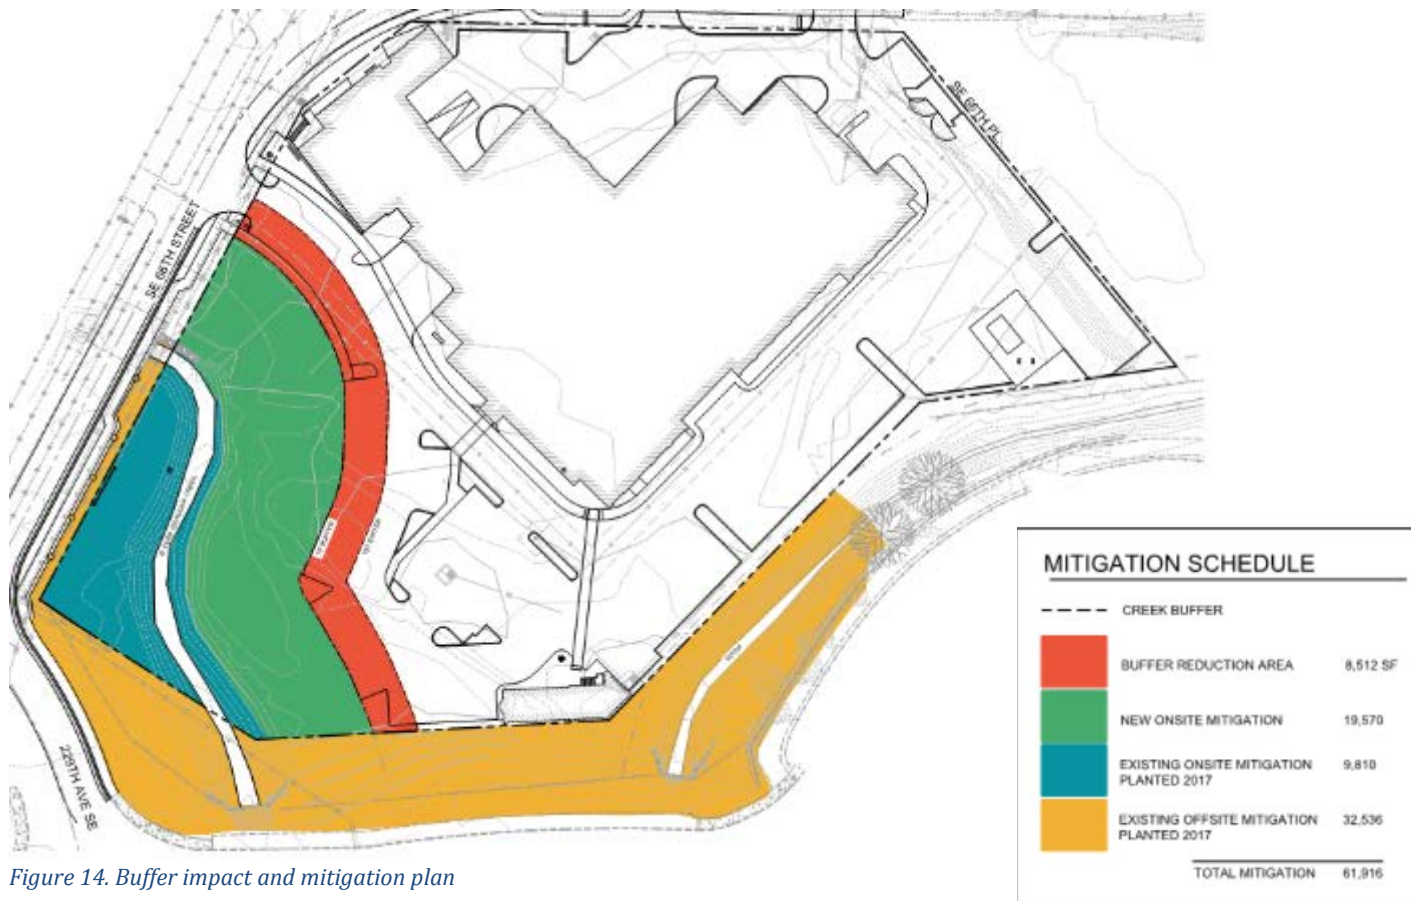 SE 66TH PL
SE 66TH STREET
228TH AVE SE
MITIGATION SCHEDULE
CREEK BUFFER
BUFFER REDUCTION AREA 8,512 SF
NEW ONSITE MITIGATION 19,570
EXISTING ONSITE MITIGATION 9,810
PLANTED 2017
EXISTING OFFSITE MITIGATION 32,536
PLANTED 2017
TOTAL MITIGATION 61,916
Figure 14. Buffer impact and mitigation plan